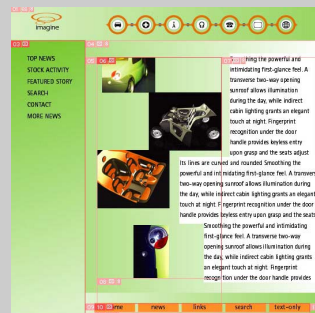 imagine
TOP NEWS
STOCK ACTIVITY
FEATURED STORY
SEARCH
CONTACT
MORE NEWS
hing the powerful and
intimidating first-glance feel. A
transverse two-way opening
sunroof allows illumination
during the day, while indirect
cabin lighting grants an elegant
touch at night. Fingerprint
recognition under the door
handle provides keyless entry
upon grasp and the seats adjust
Its lines are curved and rounded Smoothing the
powerful and intimidating first-glance feel. A transvers
two-way opening sunroof allows illumination during
the day, while indirect cabin lighting grants an elegant
touch at night. Fingerprint recognition under the door
handle provides keyless entry upon grasp and the seats
Smoothing the powerful and intimidating
first-glance feel. A transverse two-way
opening sunroof allows illumination during
the day, while indirect cabin lighting grants
an elegant touch at night. Fingerprint
recognition under the door handle provides
me news links search text-only